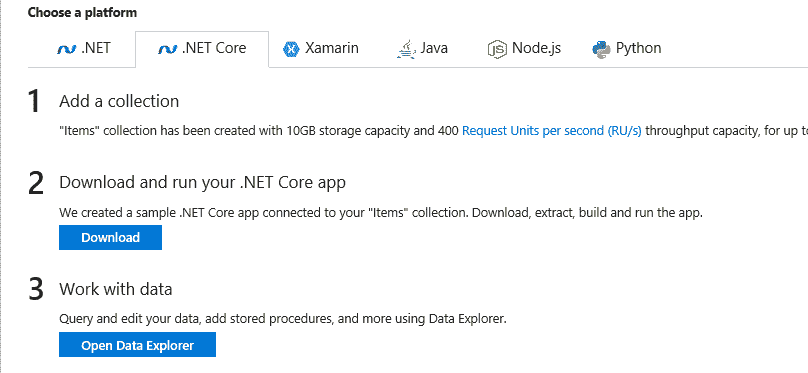 Choose a platform
.NET
.NET Core
Xamarin
Java
Node.js
Python
1 Add a collection
"Items" collection has been created with 10GB storage capacity and 400 Request Units per second (RU/s) throughput capacity, for up to
2 Download and run your .NET Core app
We created a sample .NET Core app connected to your "Items" collection. Download, extract, build and run the app.
Download
3 Work with data
Query and edit your data, add stored procedures, and more using Data Explorer.
Open Data Explorer